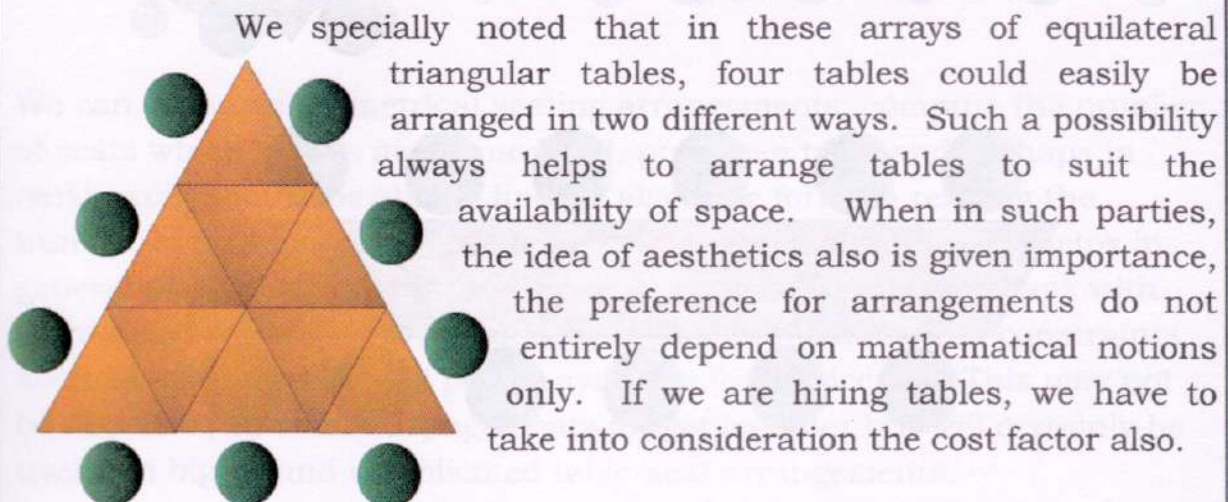 We specially noted that in these arrays of equilateral
triangular tables, four tables could easily be
arranged in two different ways. Such a possibility
always helps to arrange tables to suit the
availability of space. When in such parties,
the idea of aesthetics also is given importance,
the preference for arrangements do not
entirely depend on mathematical notions
only. If we are hiring tables, we have to
take into consideration the cost factor also.